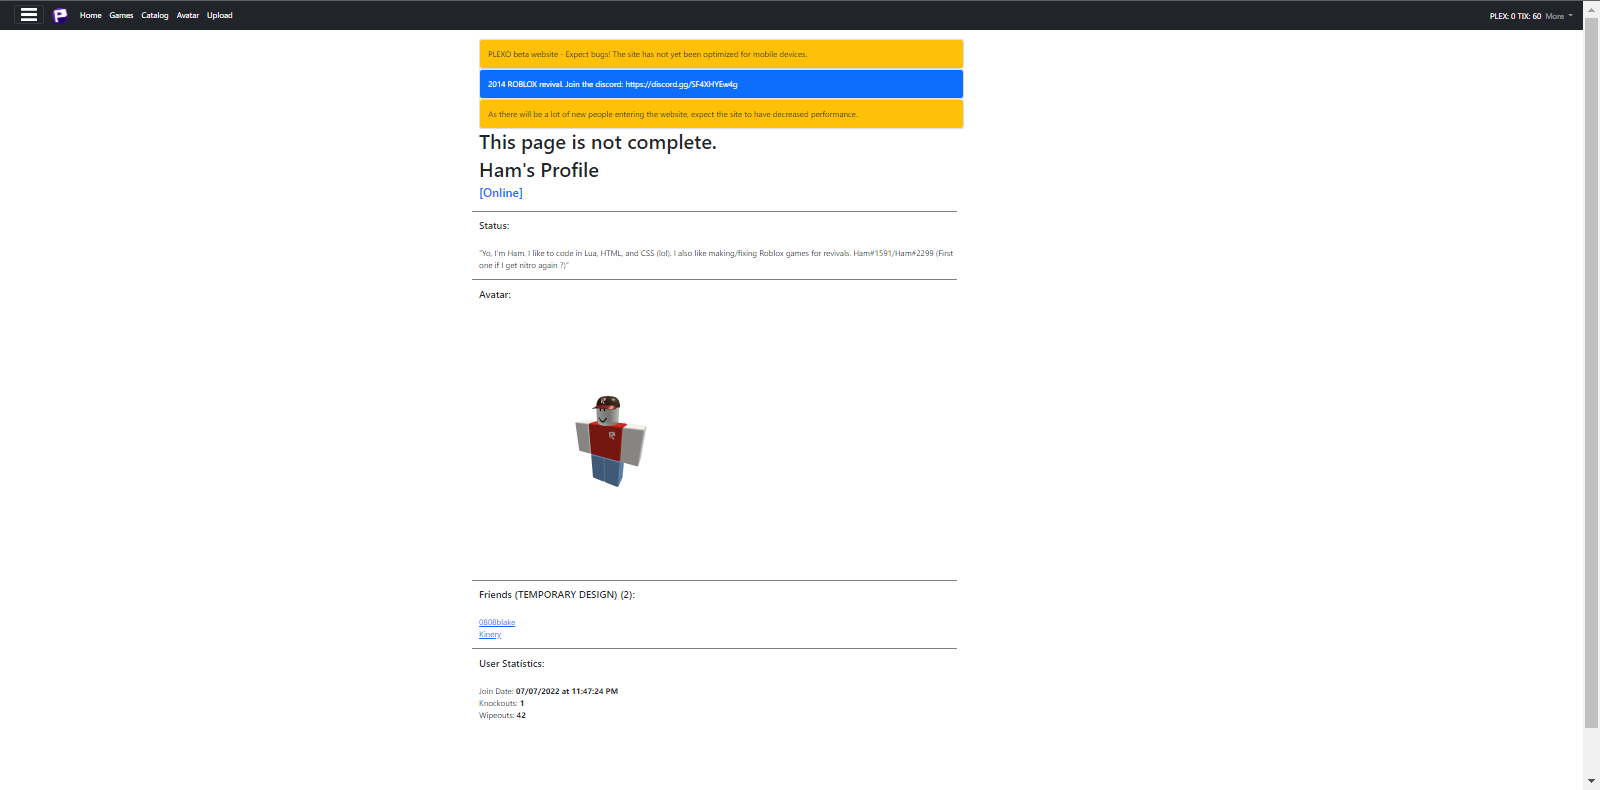 Home Games Catalog Avatar Upload PLEX: 0 TIX: 60 More
PLEXO beta website - Expect bugs! The site has not yet been optimized for mobile devices.
2014 ROBLOX revival. Join the discord: https://discord.gg/SF4XHYEw4g
As there will be a lot of new people entering the website, expect the site to have decreased performance.
This page is not complete.
Ham's Profile
[Online]
Status:
"Yo, I'm Ham. I like to code in Lua, HTML, and CSS (lol). I also like making/fixing Roblox games for revivals. Ham#1591/Ham#2299 (First
one if I get nitro again ?)"
Avatar:
Friends (TEMPORARY DESIGN) (2):
0808blake
Kinery
User Statistics:
Join Date: 07/07/2022 at 11:47:24 PM
Knockouts: 1
Wipeouts: 42